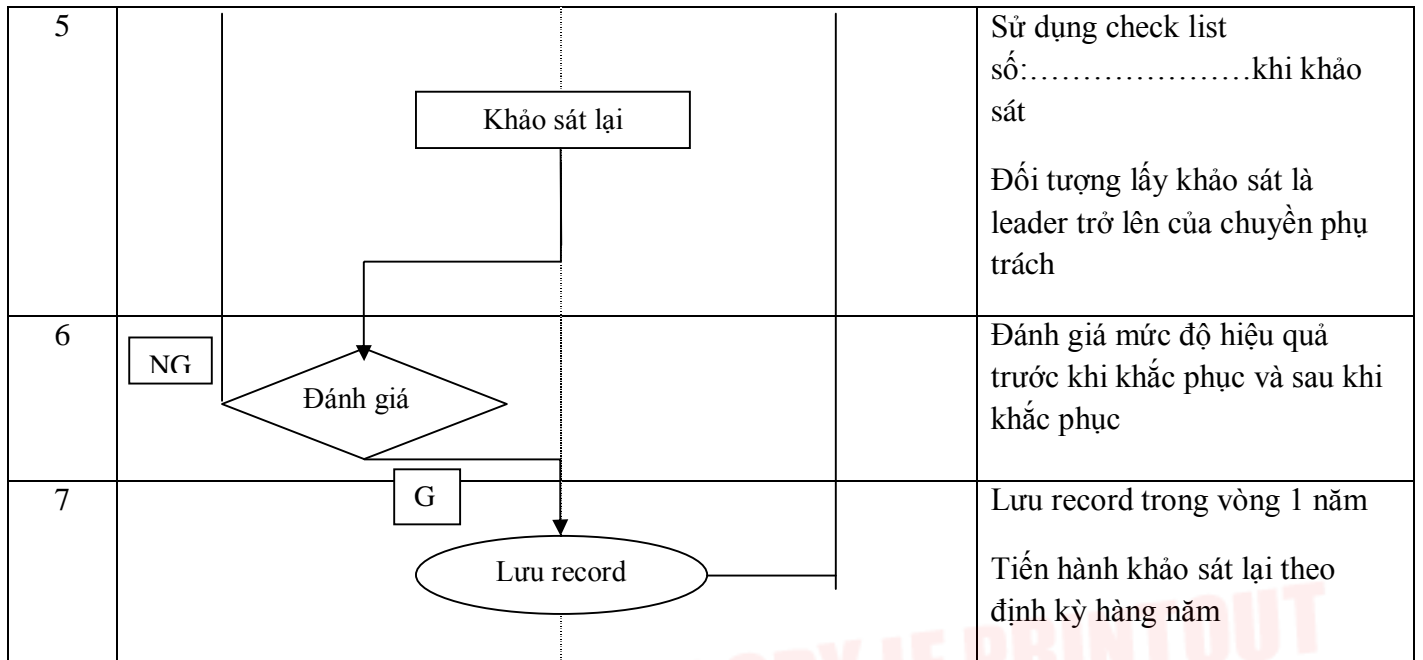 5
Khảo sát lại
Sử dụng check list
số:…………………khi khảo
sát
Đối tượng lấy khảo sát là
leader trở lên của chuyền phụ
trách
6
NG
Đánh giá
Đánh giá mức độ hiệu quả
trước khi khắc phục và sau khi
khắc phục
7
G
Lưu record
Lưu record trong vòng 1 năm
Tiến hành khảo sát lại theo
định kỳ hàng năm
IF PRINTOUT